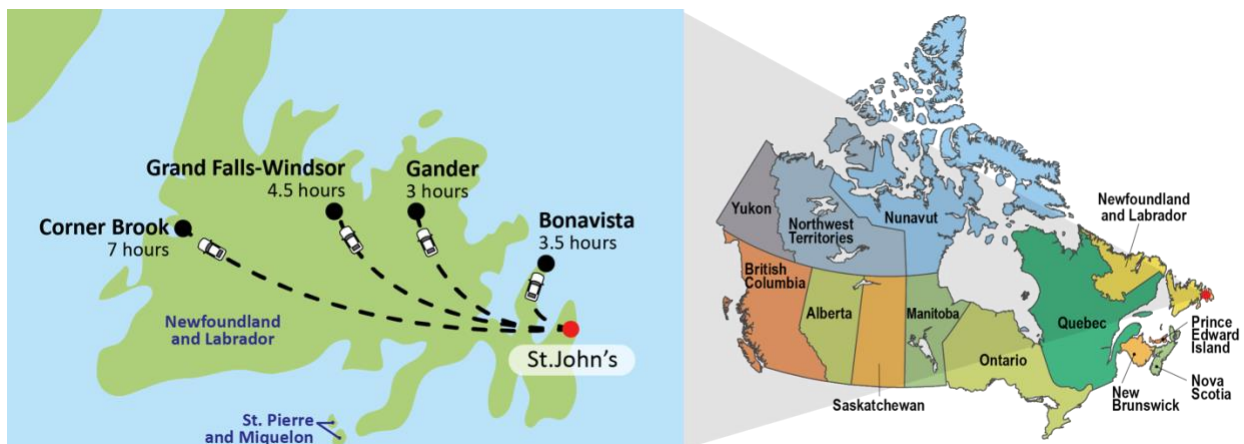 Grand Falls-Windsor
4.5 hours
Gander
3 hours
Corner Brook
7 hours
Bonavista
3.5 hours
Newfoundland
and Labrador
St.John's
St. Pierre
and Miquelon
Yukon
Northwest
Territories
Nunavut
Newfoundland
and Labrador
British
Columbia
Alberta
Manitoba
Quebec
Ontario
Saskatchewan
Prince
Edward
Island
New
Brunswick
Nova
Scotia